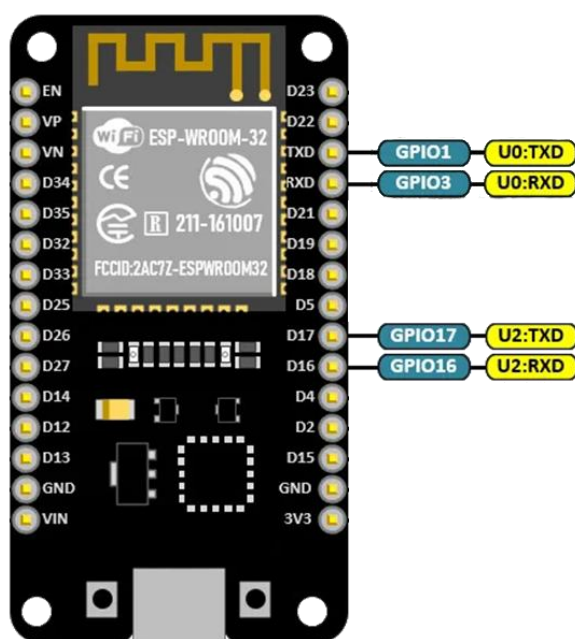 EN
VP
VN
D34
D35
D32
D33
D25
D26
D27
D14
D12
D13
GND
VIN
WiFi ESP-WROOM-32
CE
R 211-161007
FCCID:2AC7Z-ESPWROOM32
D23
D22
TXD GPIO1 U0:TXD
RXD GPIO3 U0:RXD
D21
D19
D18
D5
D17 GPIO17 U2:TXD
D16 GPIO16 U2:RXD
D4
D2
D15
GND
3V3